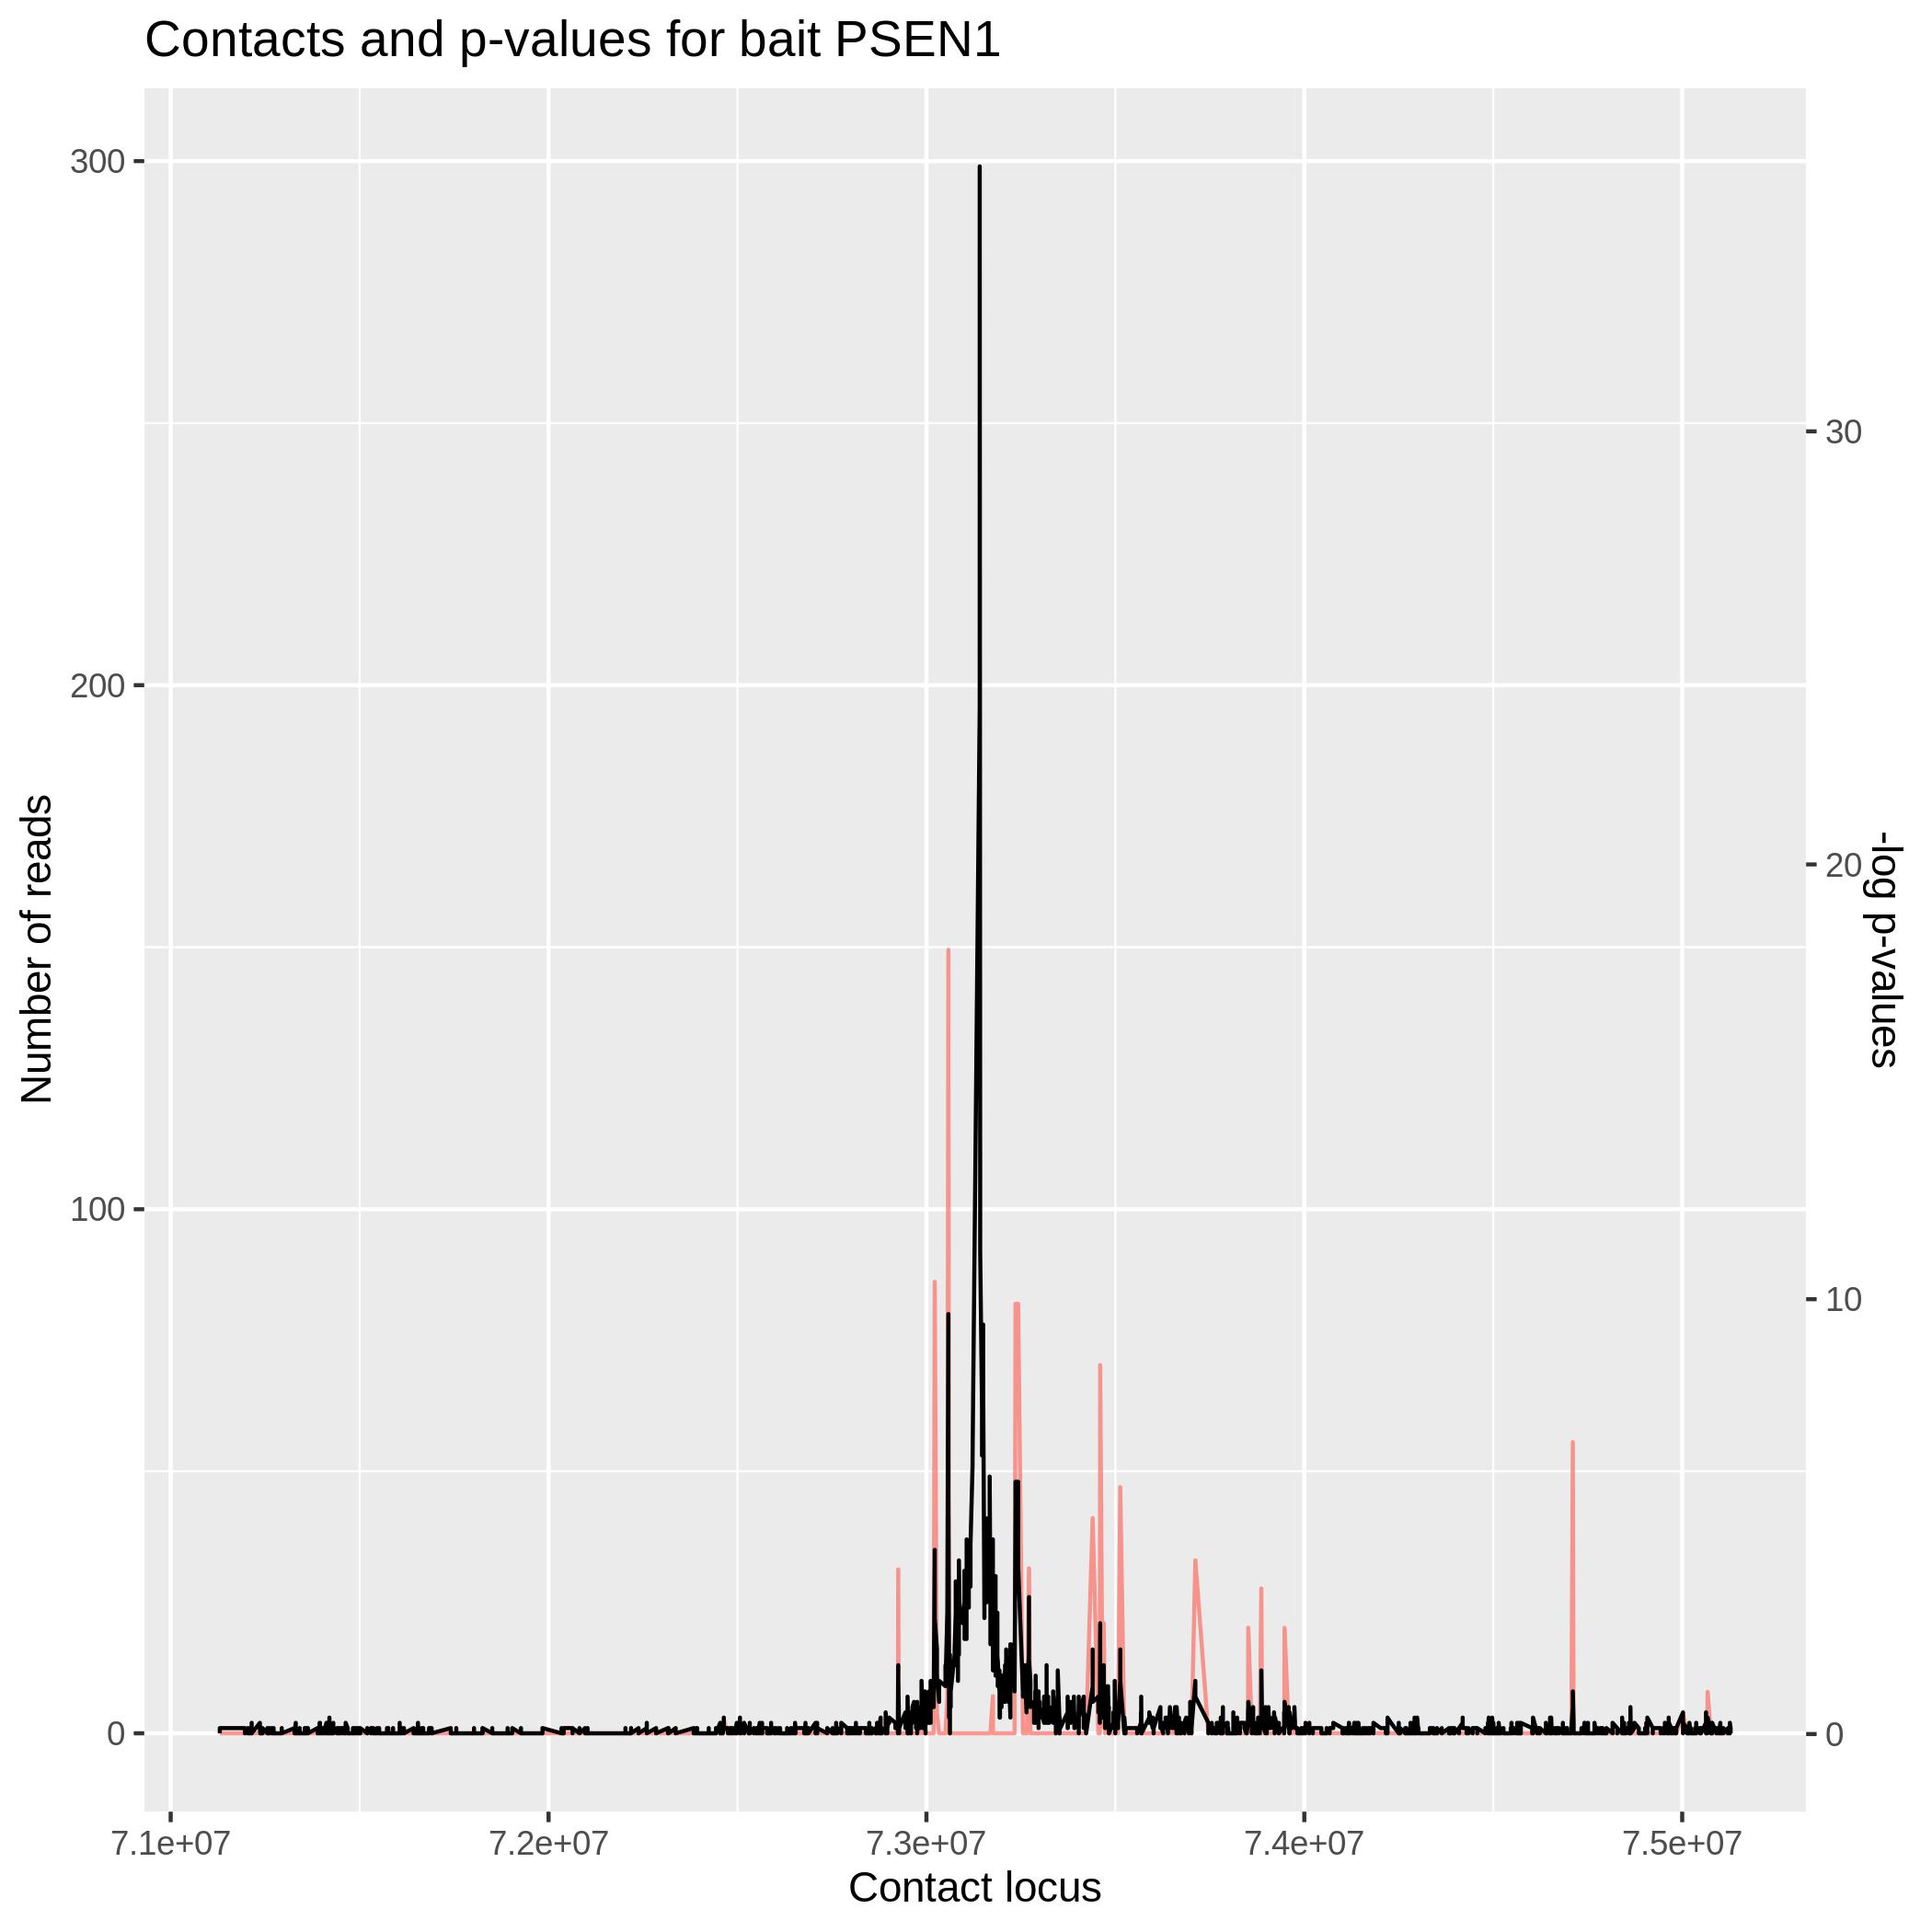 Contacts and p-values for bait PSEN1
300
200
100
0
Number of reads
30
20
10
0
-log p-values
7.1e+07 7.2e+07 7.3e+07 7.4e+07 7.5e+07
Contact locus